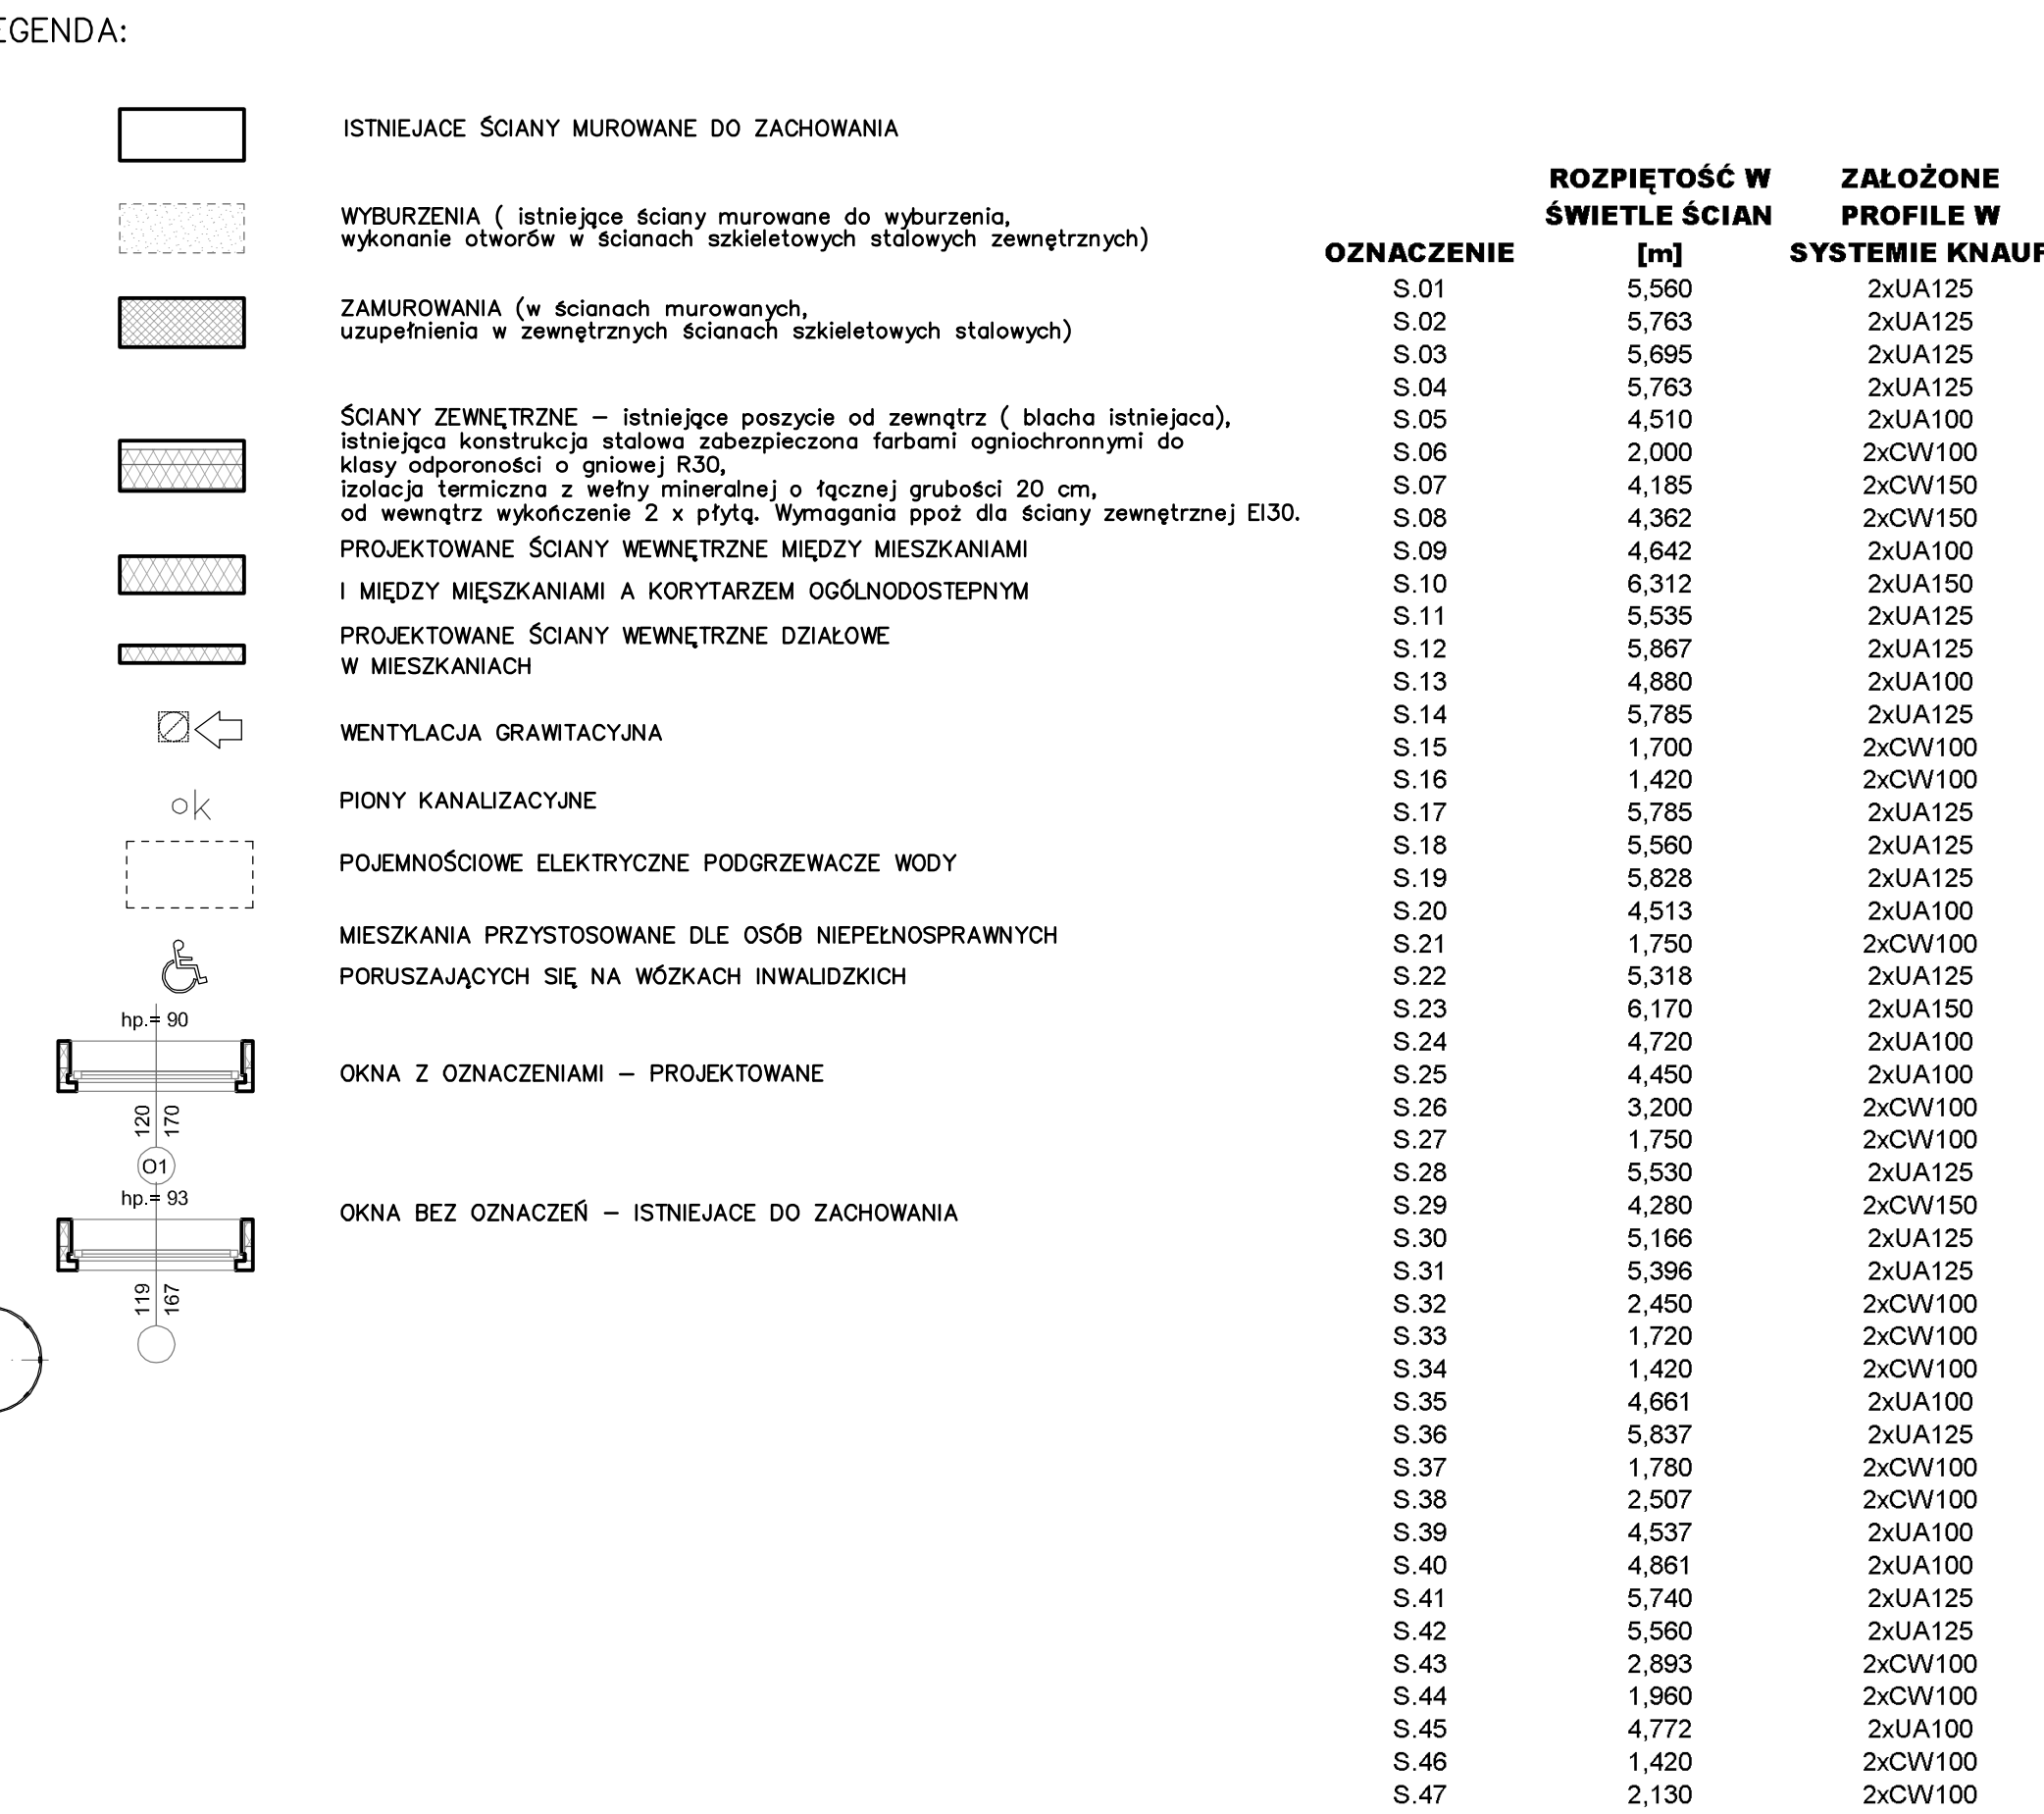 EGENDA:
ISTNIEJACE ŚCIANY MUROWANE DO ZACHOWANIA
WYBURZENIA ( istniejące ściany murowane do wyburzenia,
wykonanie otworów w ścianach szkieletowych stalowych zewnętrznych)
ZAMUROWANIA (w ścianach murowanych,
uzupełnienia w zewnętrznych ścianach szkieletowych stalowych)
ŚCIANY ZEWNĘTRZNE – istniejące poszycie od zewnątrz ( blacha istniejaca),
istniejąca konstrukcja stalowa zabezpieczona farbami ogniochronnymi do
klasy odporoności o gniowej R30,
izolacja termiczna z wełny mineralnej o łącznej grubości 20 cm,
od wewnątrz wykończenie 2 x płytą. Wymagania ppoż dla ściany zewnętrznej EI30.
PROJEKTOWANE ŚCIANY WEWNĘTRZNE MIĘDZY MIESZKANIAMI
I MIĘDZY MIĘSZKANIAMI A KORYTARZEM OGÓLNODOSTEPNYM
PROJEKTOWANE ŚCIANY WEWNĘTRZNE DZIAŁOWE
W MIESZKANIACH
WENTYLACJA GRAWITACYJNA
ok PIONY KANALIZACYJNE
POJEMNOŚCIOWE ELEKTRYCZNE PODGRZEWACZE WODY
MIESZKANIA PRZYSTOSOWANE DLE OSÓB NIEPEŁNOSPRAWNYCH
PORUSZAJĄCYCH SIĘ NA WÓZKACH INWALIDZKICH
hp.= 90
OKNA Z OZNACZENIAMI – PROJEKTOWANE
120 170
O1
hp.= 93
OKNA BEZ OZNACZEŃ – ISTNIEJACE DO ZACHOWANIA
119 167
ROZPIĘTOŚĆ W ZAŁOŻONE
ŚWIETLE ŚCIAN PROFILE W
OZNACZENIE [m] SYSTEMIE KNAUF
S.01 5,560 2xUA125
S.02 5,763 2xUA125
S.03 5,695 2xUA125
S.04 5,763 2xUA125
S.05 4,510 2xUA100
S.06 2,000 2xCW100
S.07 4,185 2xCW150
S.08 4,362 2xCW150
S.09 4,642 2xUA100
S.10 6,312 2xUA150
S.11 5,535 2xUA125
S.12 5,867 2xUA125
S.13 4,880 2xUA100
S.14 5,785 2xUA125
S.15 1,700 2xCW100
S.16 1,420 2xCW100
S.17 5,785 2xUA125
S.18 5,560 2xUA125
S.19 5,828 2xUA125
S.20 4,513 2xUA100
S.21 1,750 2xCW100
S.22 5,318 2xUA125
S.23 6,170 2xUA150
S.24 4,720 2xUA100
S.25 4,450 2xUA100
S.26 3,200 2xCW100
S.27 1,750 2xCW100
S.28 5,530 2xUA125
S.29 4,280 2xCW150
S.30 5,166 2xUA125
S.31 5,396 2xUA125
S.32 2,450 2xCW100
S.33 1,720 2xCW100
S.34 1,420 2xCW100
S.35 4,661 2xUA100
S.36 5,837 2xUA125
S.37 1,780 2xCW100
S.38 2,507 2xCW100
S.39 4,537 2xUA100
S.40 4,861 2xUA100
S.41 5,740 2xUA125
S.42 5,560 2xUA125
S.43 2,893 2xCW100
S.44 1,960 2xCW100
S.45 4,772 2xUA100
S.46 1,420 2xCW100
S.47 2,130 2xCW100